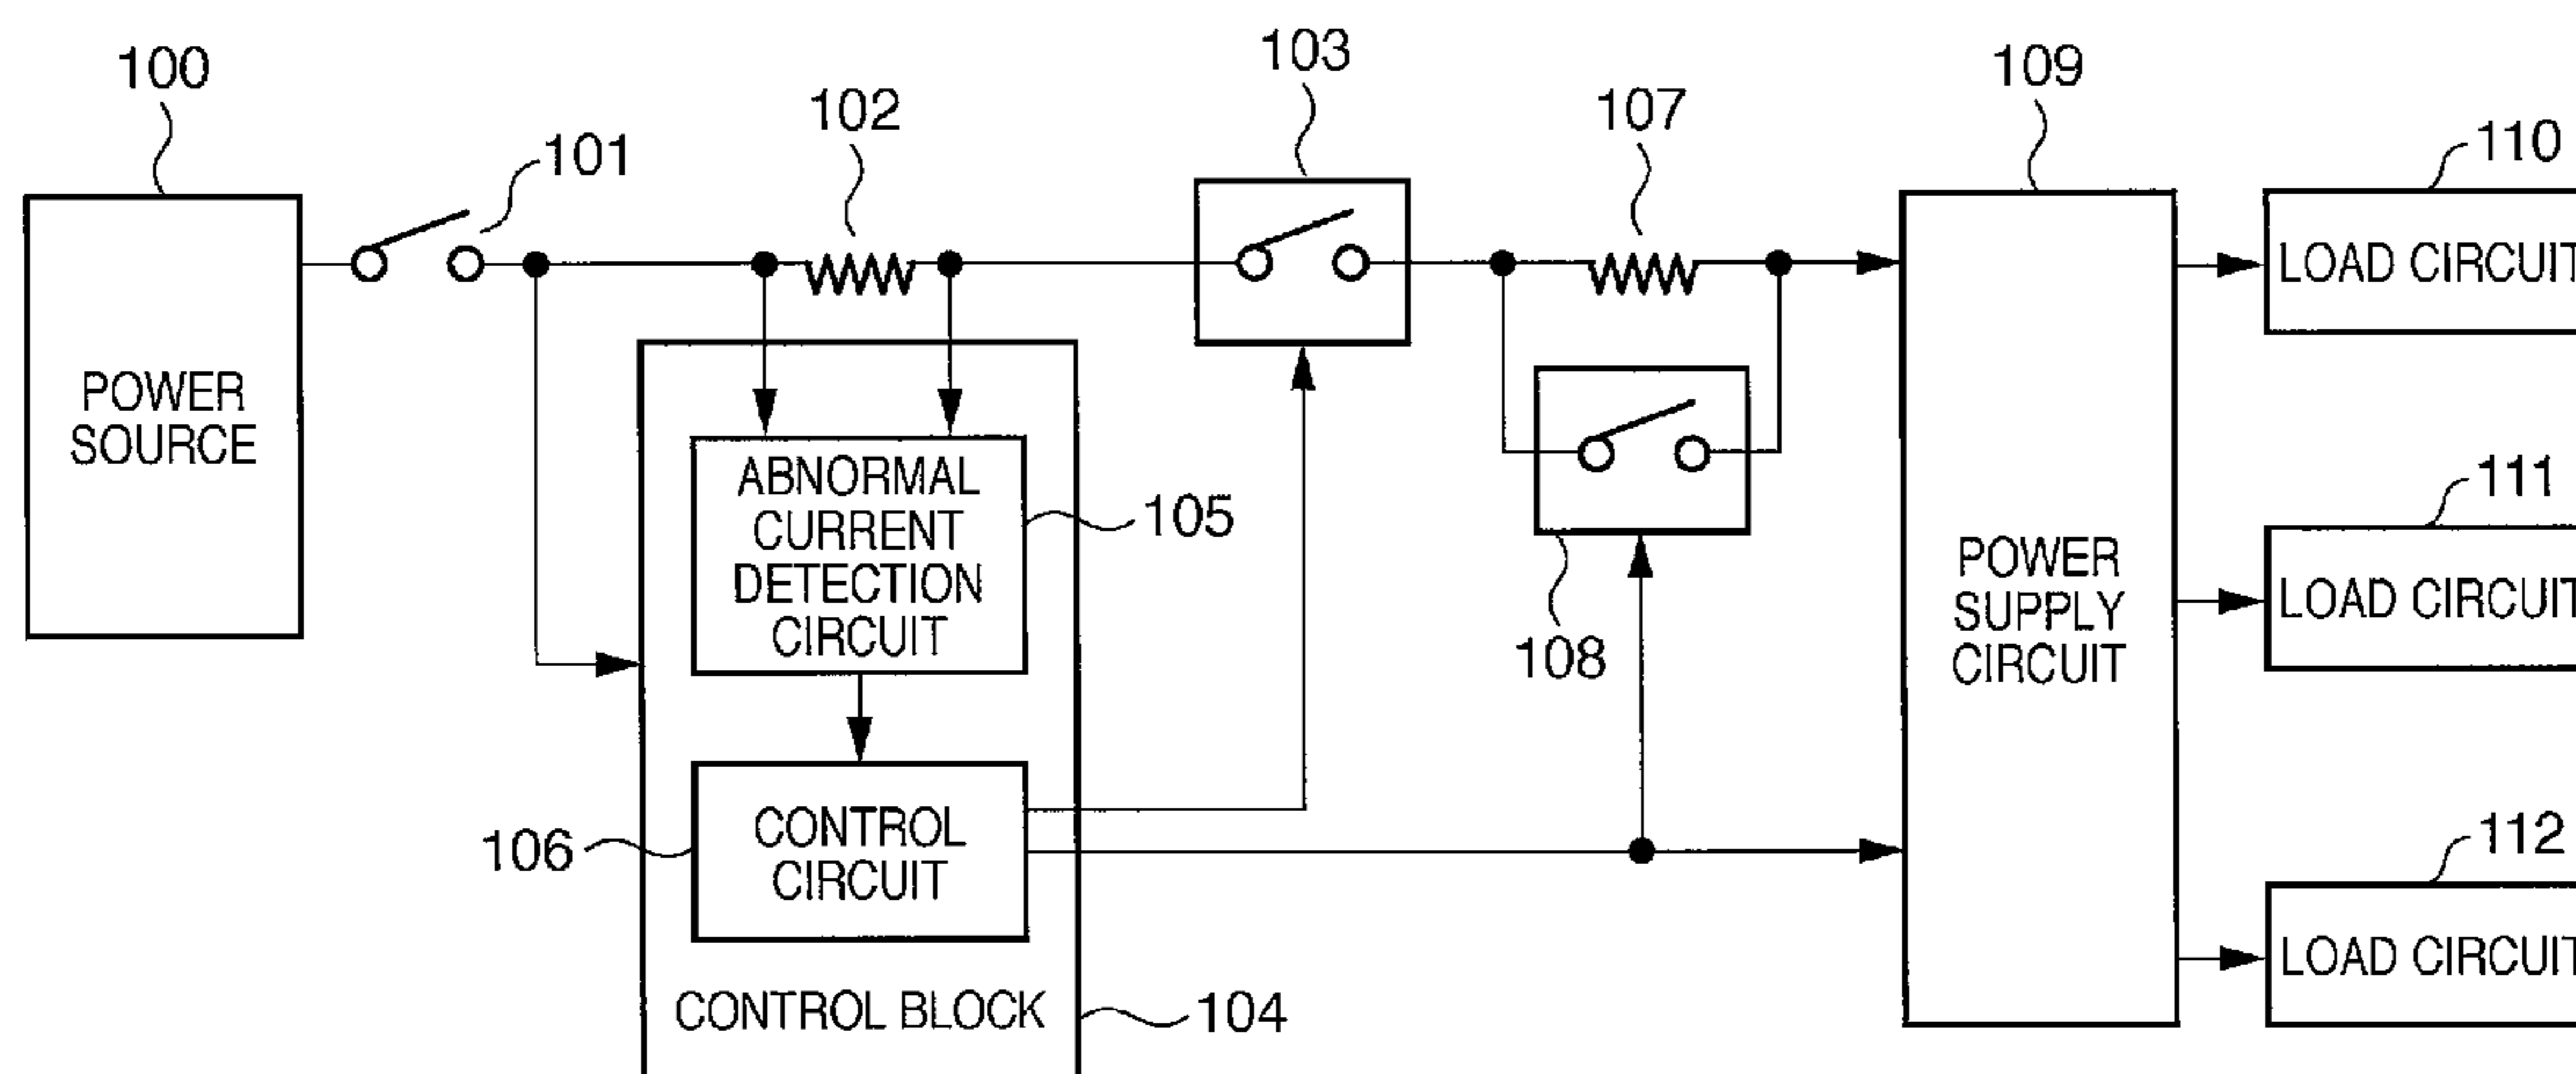 100
101
102
103
107
109
110
POWER
SOURCE
LOAD CIRCUIT
ABNORMAL
CURRENT
DETECTION
CIRCUIT
105
108
POWER
SUPPLY
CIRCUIT
111
LOAD CIRCUIT
106
CONTROL
CIRCUIT
112
LOAD CIRCUIT
CONTROL BLOCK
104